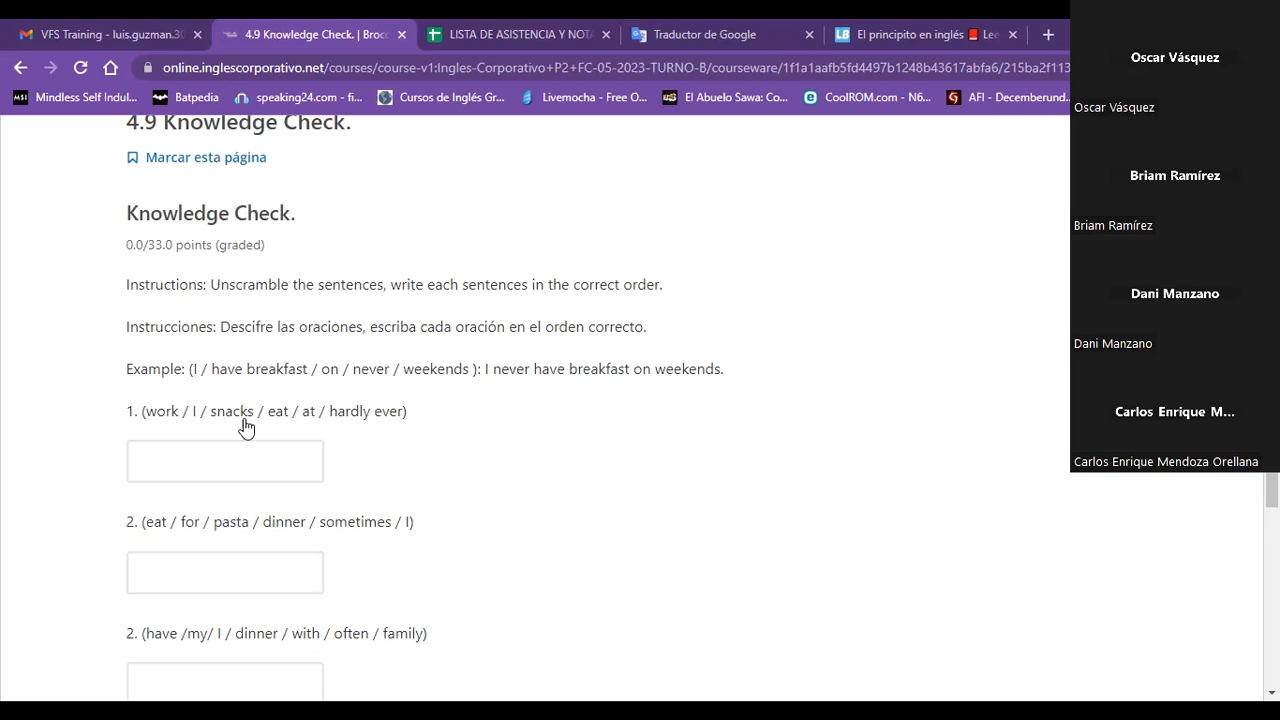 VFS Training - luis.guzman.30
4.9 Knowledge Check. | Broco
LISTA DE ASISTENCIA Y NOTA
Traductor de Google
El principito en inglés 📕 Lee
online.inglescorporativo.net/courses/course-v1:Ingles-Corporativo+P2+FC-05-2023-TURNO-B/courseware/1f1a1aafb5fd4497b1248b43617abfa6/215ba2f113
Mindless Self Indul...
Batpedia
speaking24.com - fi...
Cursos de Inglés Gr...
Livemocha - Free O...
El Abuelo Sawa: Co...
CoolROM.com - N6...
AFI - Decemberund...
4.9 Knowledge Check.
Marcar esta página
Knowledge Check.
0.0/33.0 points (graded)
Instructions: Unscramble the sentences, write each sentences in the correct order.
Instrucciones: Descifre las oraciones, escriba cada oración en el orden correcto.
Example: (I / have breakfast / on / never / weekends ): I never have breakfast on weekends.
1. (work / I / snacks / eat / at / hardly ever)
2. (eat / for / pasta / dinner / sometimes / I)
2. (have /my/ I / dinner / with / often / family)
Oscar Vásquez
Oscar Vásquez
Briam Ramírez
Briam Ramírez
Dani Manzano
Dani Manzano
Carlos Enrique M...
Carlos Enrique Mendoza Orellana